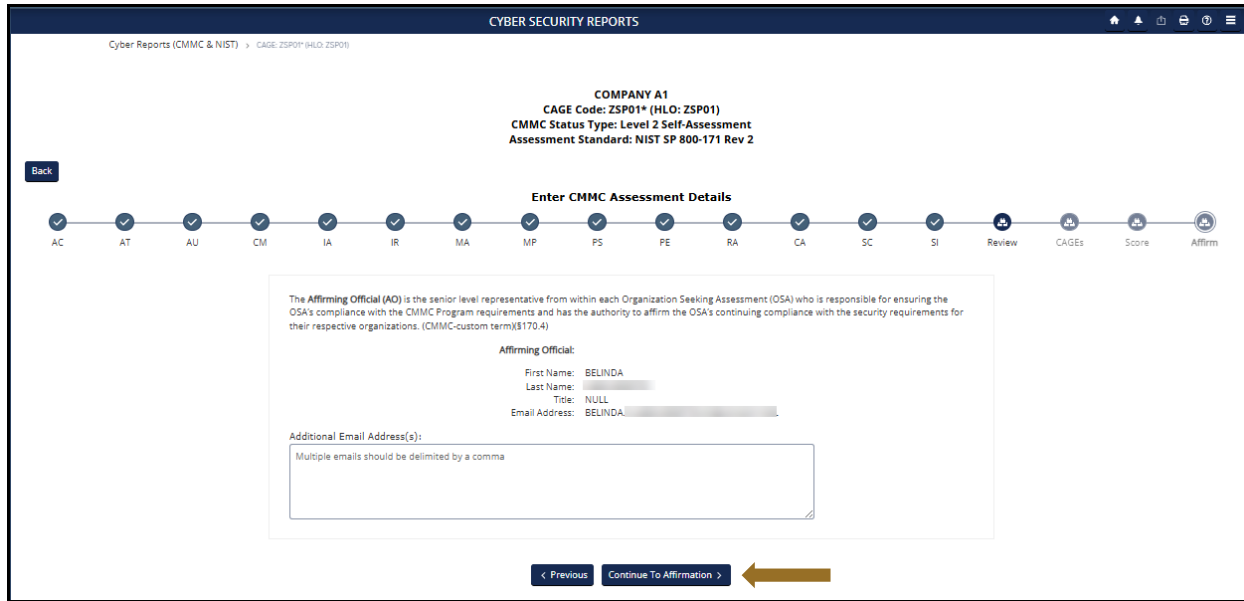 CYBER SECURITY REPORTS
Cyber Reports (CMMC & NIST) > CAGE: ZSP01* (HLO: ZSP01)
COMPANY A1
CAGE Code: ZSP01* (HLO: ZSP01)
CMMC Status Type: Level 2 Self-Assessment
Assessment Standard: NIST SP 800-171 Rev 2
Back
Enter CMMC Assessment Details
AC AT AU CM IA IR MA MP PS PE RA CA SC SI Review CAGEs Score Affirm
The Affirming Official (AO) is the senior level representative from within each Organization Seeking Assessment (OSA) who is responsible for ensuring the
OSA's compliance with the CMMC Program requirements and has the authority to affirm the OSA's continuing compliance with the security requirements for
their respective organizations. (CMMC-custom term)(§170.4)
Affirming Official:
First Name: BELINDA
Last Name:
Title: NULL
Email Address: BELINDA.
Additional Email Address(s):
Multiple emails should be delimited by a comma
< Previous
Continue To Affirmation >